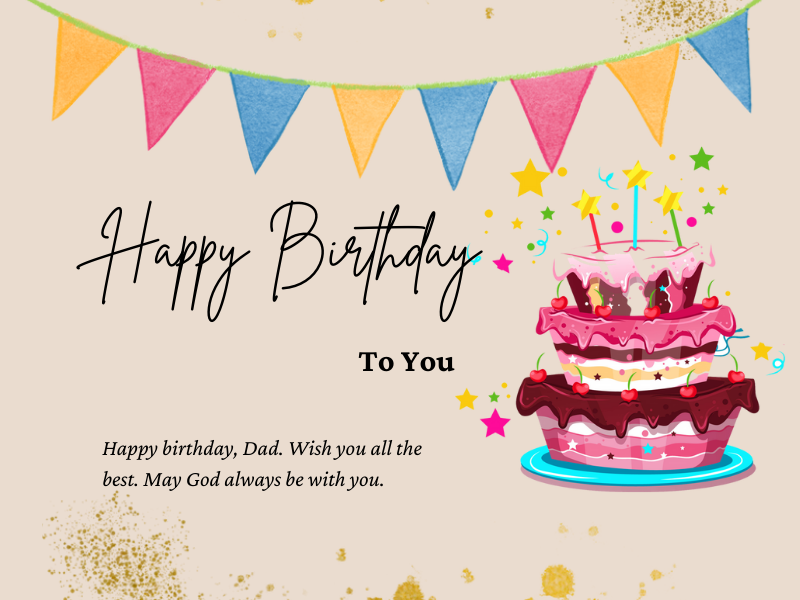 Happy Birthday
To You
Happy birthday, Dad. Wish you all the
best. May God always be with you.